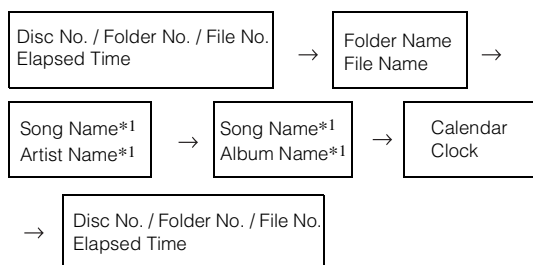 Disc No. / Folder No. / File No.
Elapsed Time
→
Folder Name
File Name
→
Song Name*1
Artist Name*1
→
Song Name*1
Album Name*1
→
Calendar
Clock
→
Disc No. / Folder No. / File No.
Elapsed Time